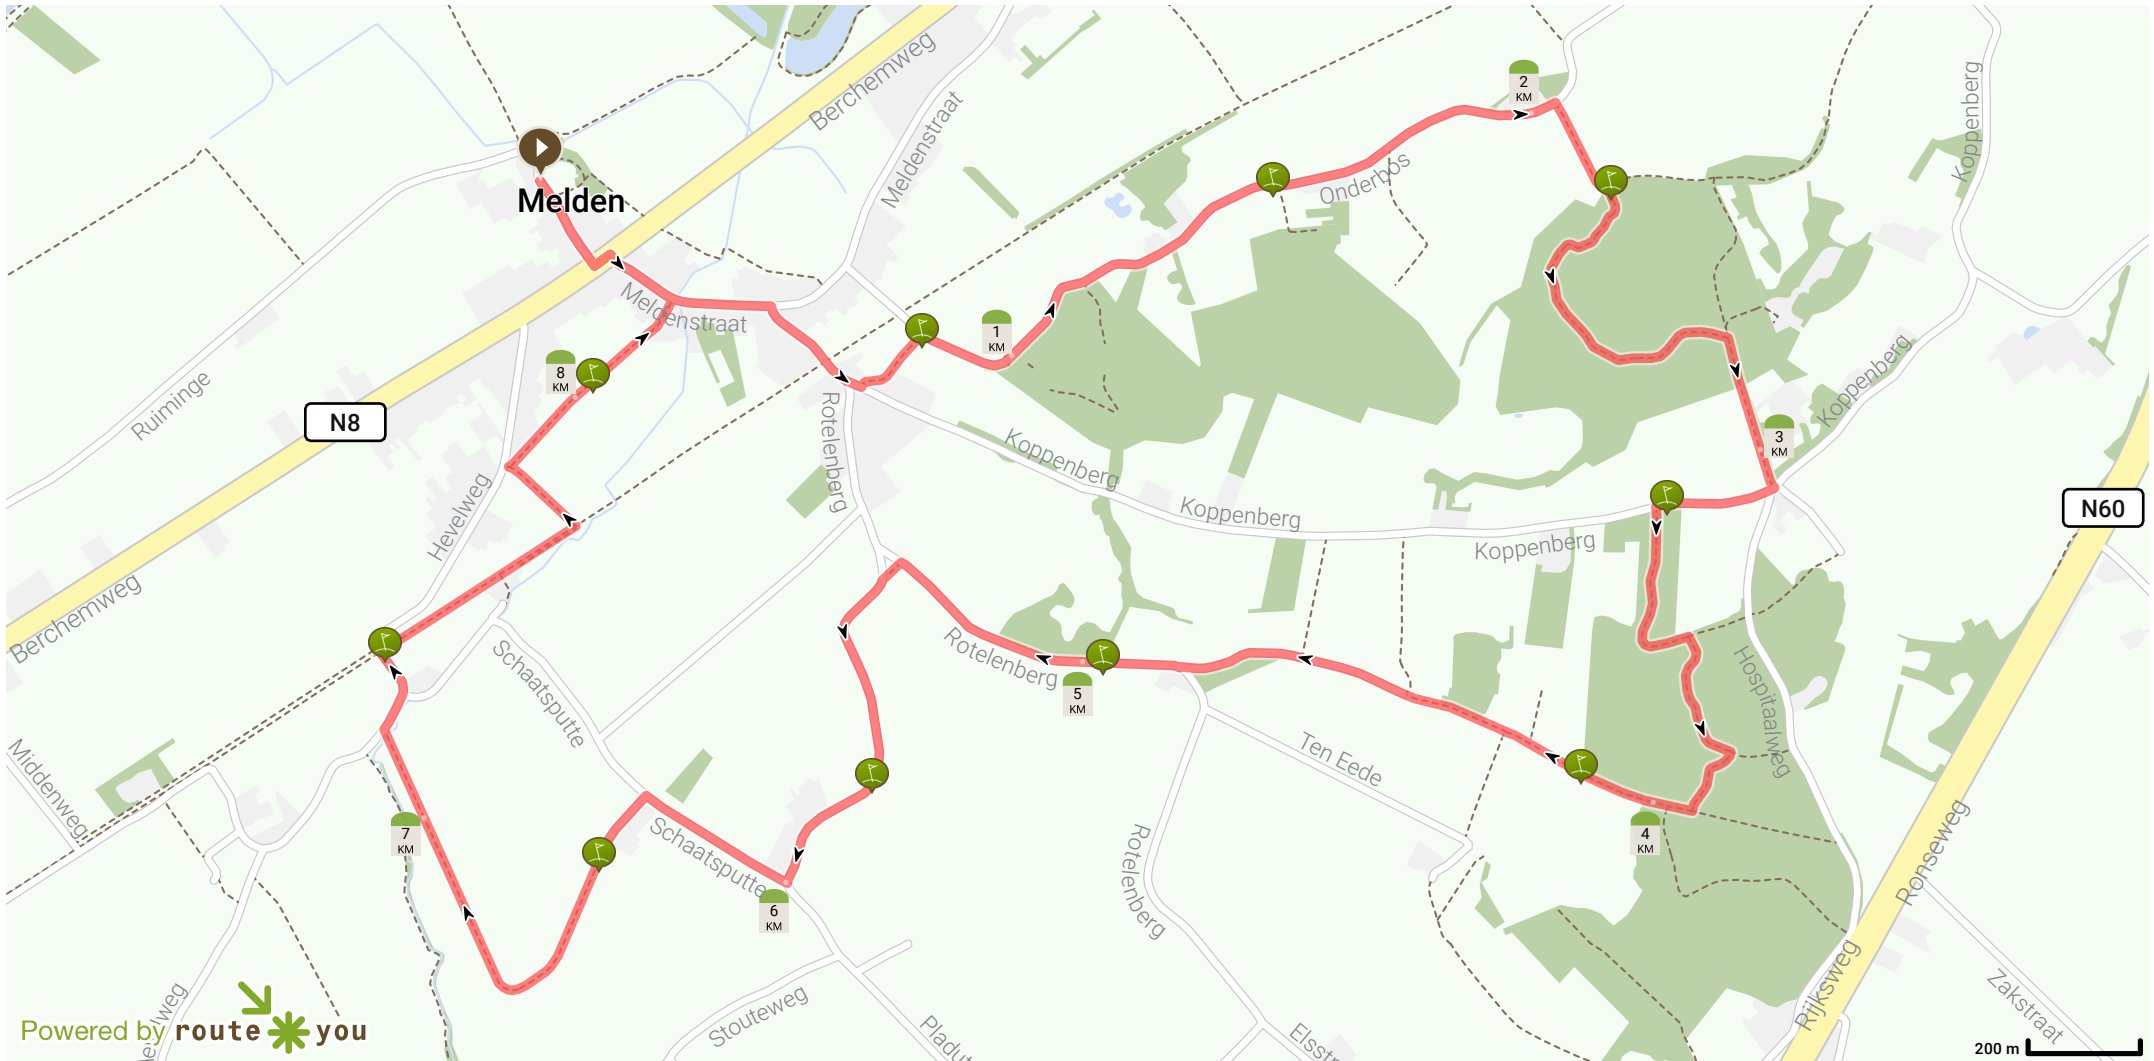 Berchemweg
Meldenstraat
Koppenberg
2
KM
Melden
Onderbos
Meldenstraat
1
KM
Ruiminge
8
KM
N8
Rotelenberg
Koppenberg
Koppenberg
3
KM
Koppenberg
Koppenberg
N60
Hevelweg
Berchemweg
Schaatsputte
Rotelenberg
5
KM
Hospitaalweg
Ten Eede
Middenweg
7
KM
Schaatsputte
4
KM
Rotelenberg
6
KM
Ronseweg
Rijksweg
Zakstraat
Stouteweg
Pladut
Elsstr
Powered by route you
200 m